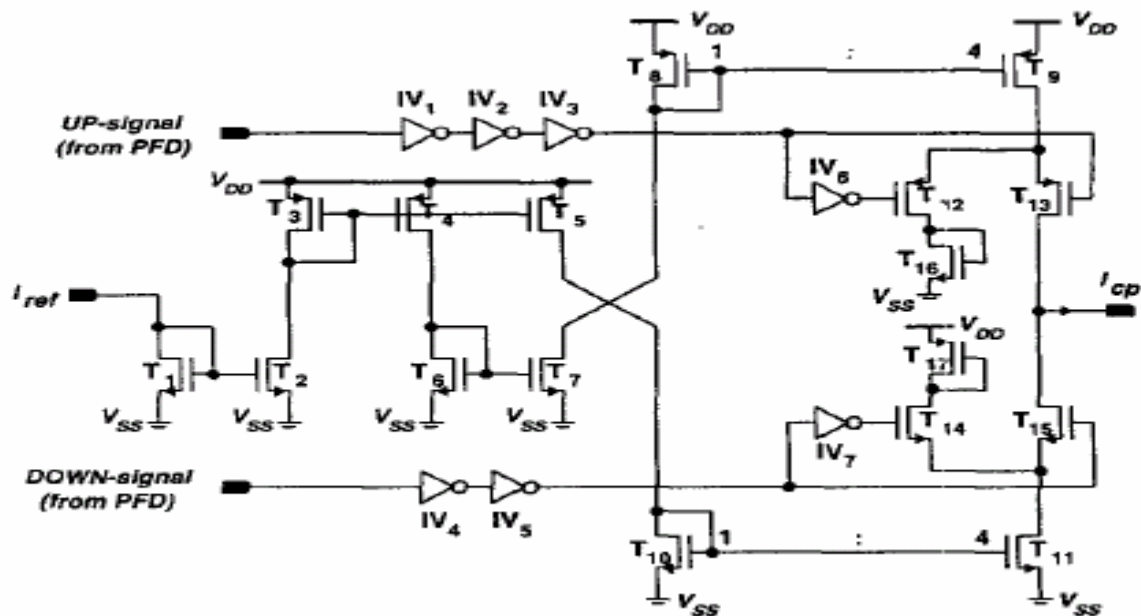 V_DD V_DD
T_8 1 : 4 T_9
IV_1 IV_2 IV_3
UP-signal
(from PFD)
V_DD IV_6
T_3 T_4 T_5 T_12 T_13
T_16
i_ref V_SS I_cp
V_DD
T_1 T_2 T_6 T_7 T_17
V_SS V_SS V_SS V_SS T_14 T_15
IV_7
DOWN-signal
(from PFD)
IV_4 IV_5
T_10 1 : 4 T_11
V_SS V_SS